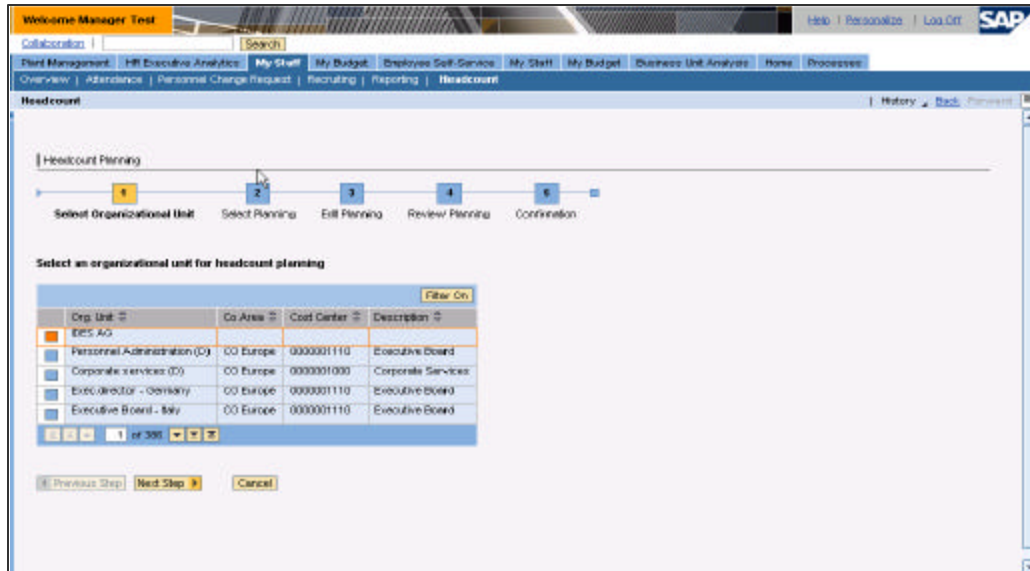 Welcome Manager Test
Help | Personalize | Log Off SAP
Collaboration | Search
Plant Management HR Executive Analytics My Staff My Budget Employee Self-Service My Staff My Budget Business Unit Analysis Home Processes
Overview | Attendance | Personnel Change Request | Recruiting | Reporting | Headcount
Headcount | History Back Forward
Headcount Planning
1 2 3 4 5
Select Organizational Unit Select Planning Edit Planning Review Planning Confirmation
Select an organizational unit for headcount planning
Filter On
Org. Unit Co Area Cost Center Description
IDES AG
Personnel Administration (D) CO Europe 0000001110 Executive Board
Corporate services (D) CO Europe 0000001000 Corporate Services
Exec.director - Germany CO Europe 0000001110 Executive Board
Executive Board - Italy CO Europe 0000001110 Executive Board
1 of 386
Previous Step Next Step Cancel